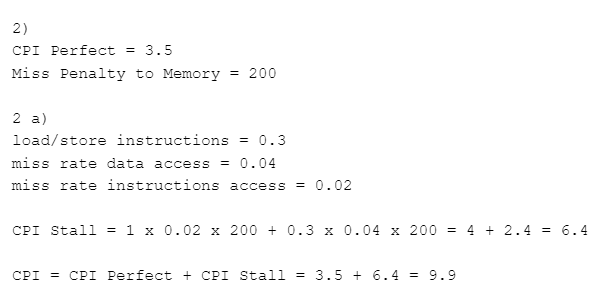 2)
CPI Perfect = 3.5
Miss Penalty to Memory = 200
2 a)
load/store instructions = 0.3
miss rate data access = 0.04
miss rate instructions access = 0.02
CPI Stall = 1 x 0.02 x 200 + 0.3 x 0.04 x 200 = 4 + 2.4 = 6.4
CPI = CPI Perfect + CPI Stall = 3.5 + 6.4 = 9.9